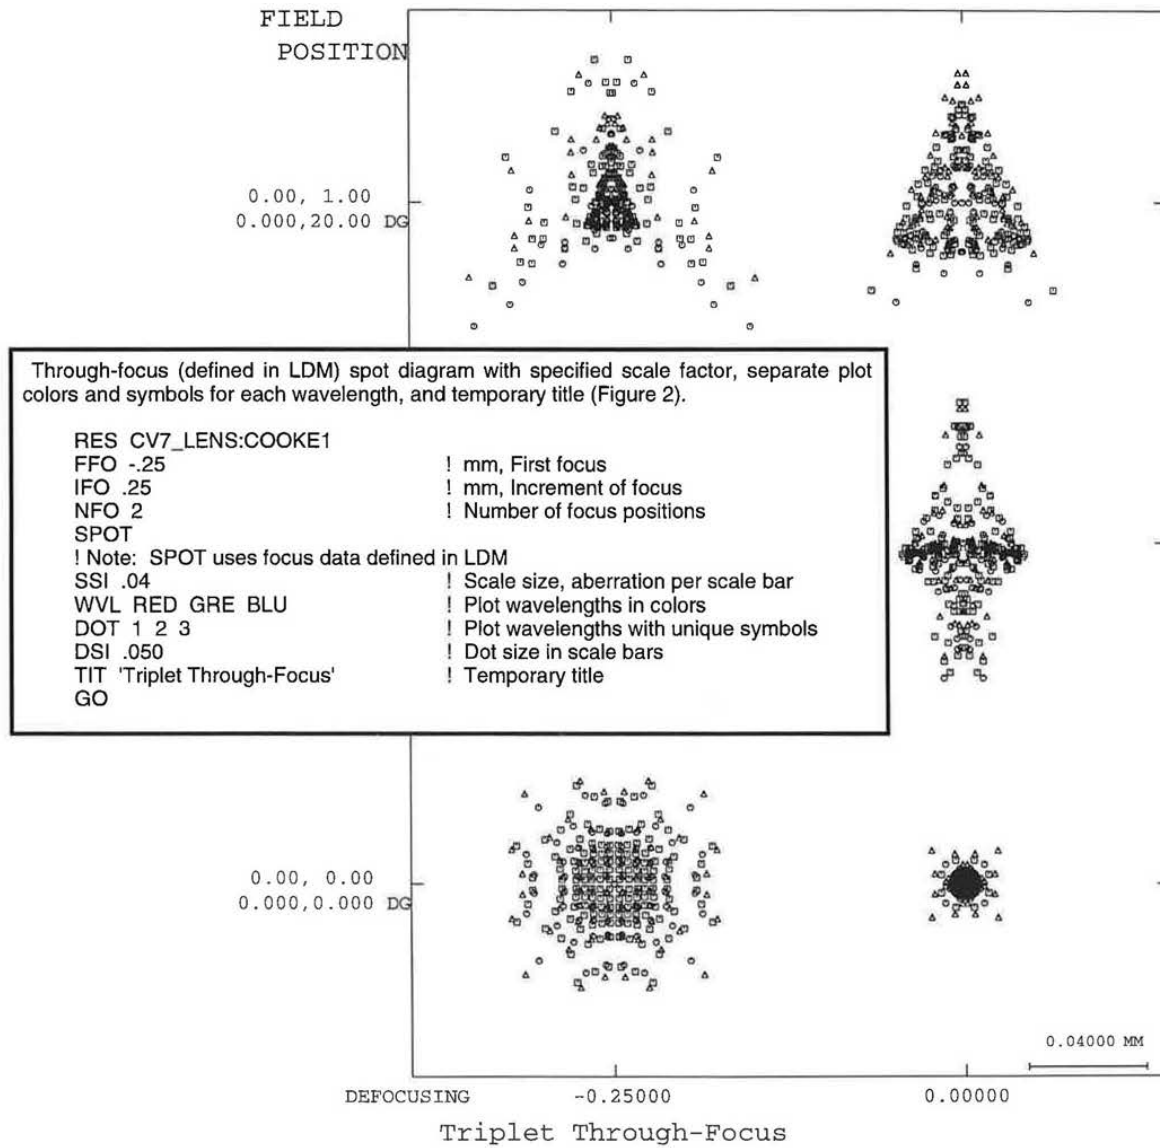 FIELD
POSITION
0.00, 1.00
0.000,20.00 DG
Through-focus (defined in LDM) spot diagram with specified scale factor, separate plot
colors and symbols for each wavelength, and temporary title (Figure 2).
RES CV7_LENS:COOKE1
FFO -.25 ! mm, First focus
IFO .25 ! mm, Increment of focus
NFO 2 ! Number of focus positions
SPOT
! Note: SPOT uses focus data defined in LDM
SSI .04 ! Scale size, aberration per scale bar
WVL RED GRE BLU ! Plot wavelengths in colors
DOT 1 2 3 ! Plot wavelengths with unique symbols
DSI .050 ! Dot size in scale bars
TIT 'Triplet Through-Focus' ! Temporary title
GO
0.00, 0.00
0.000,0.000 DG
0.04000 MM
DEFOCUSING -0.25000 0.00000
Triplet Through-Focus